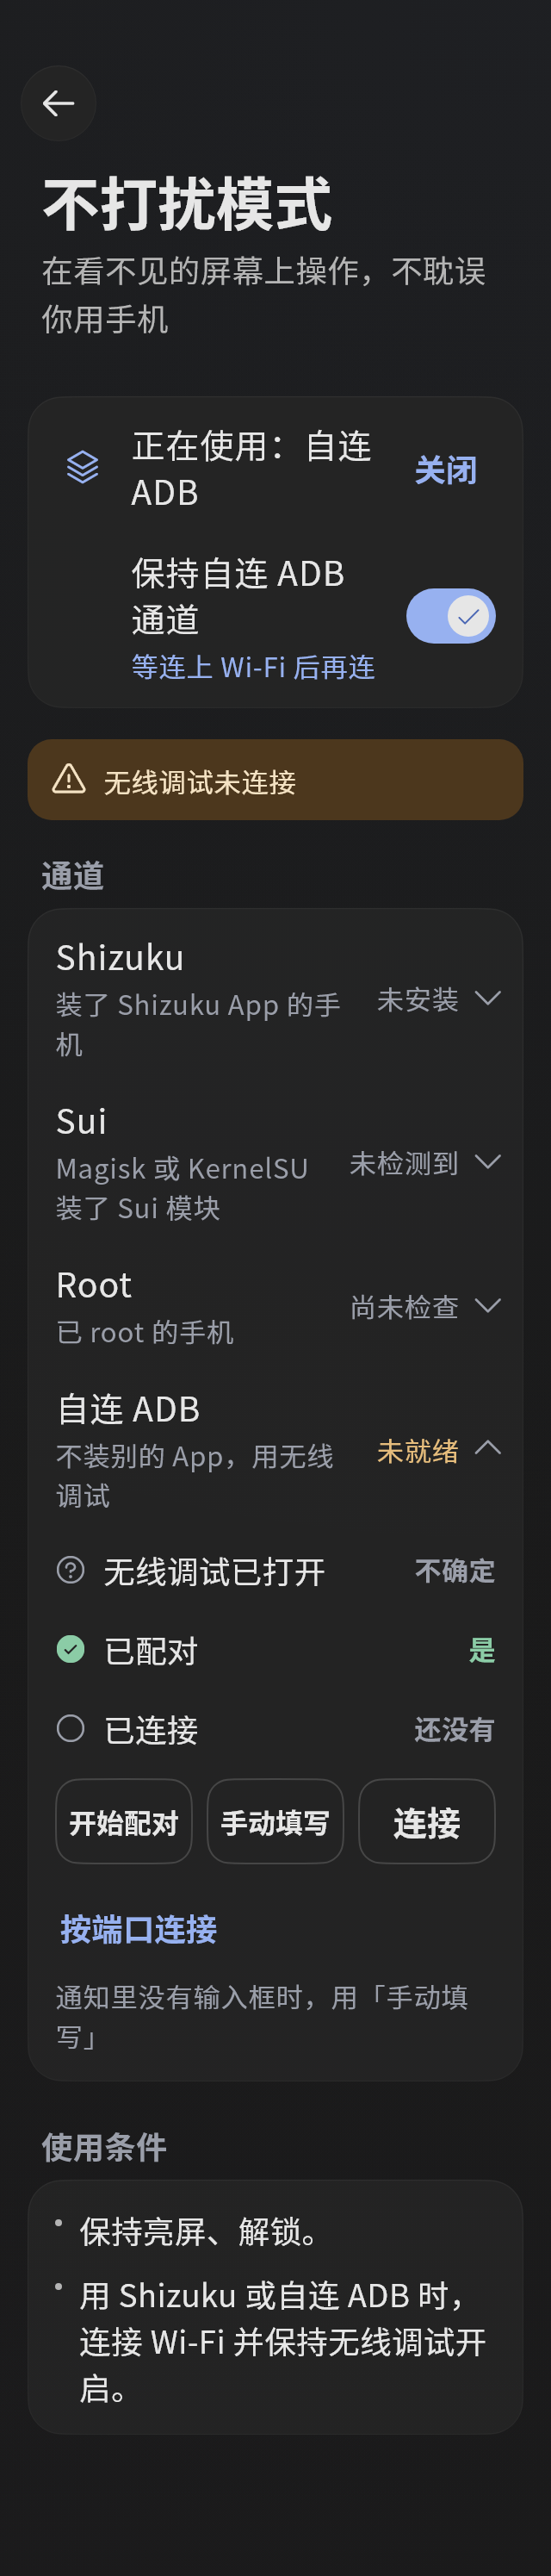 不打扰模式
在看不见的屏幕上操作，不耽误
你用手机
正在使用：自连
ADB
关闭
保持自连 ADB
通道
等连上 Wi-Fi 后再连
无线调试未连接
通道
Shizuku
装了 Shizuku App 的手
机
未安装
Sui
Magisk 或 KernelSU
装了 Sui 模块
未检测到
Root
已 root 的手机
尚未检查
自连 ADB
不装别的 App，用无线
调试
未就绪
无线调试已打开
不确定
已配对
是
已连接
还没有
开始配对
手动填写
连接
按端口连接
通知里没有输入框时，用「手动填
写」
使用条件
• 保持亮屏、解锁。
• 用 Shizuku 或自连 ADB 时，
连接 Wi-Fi 并保持无线调试开
启。